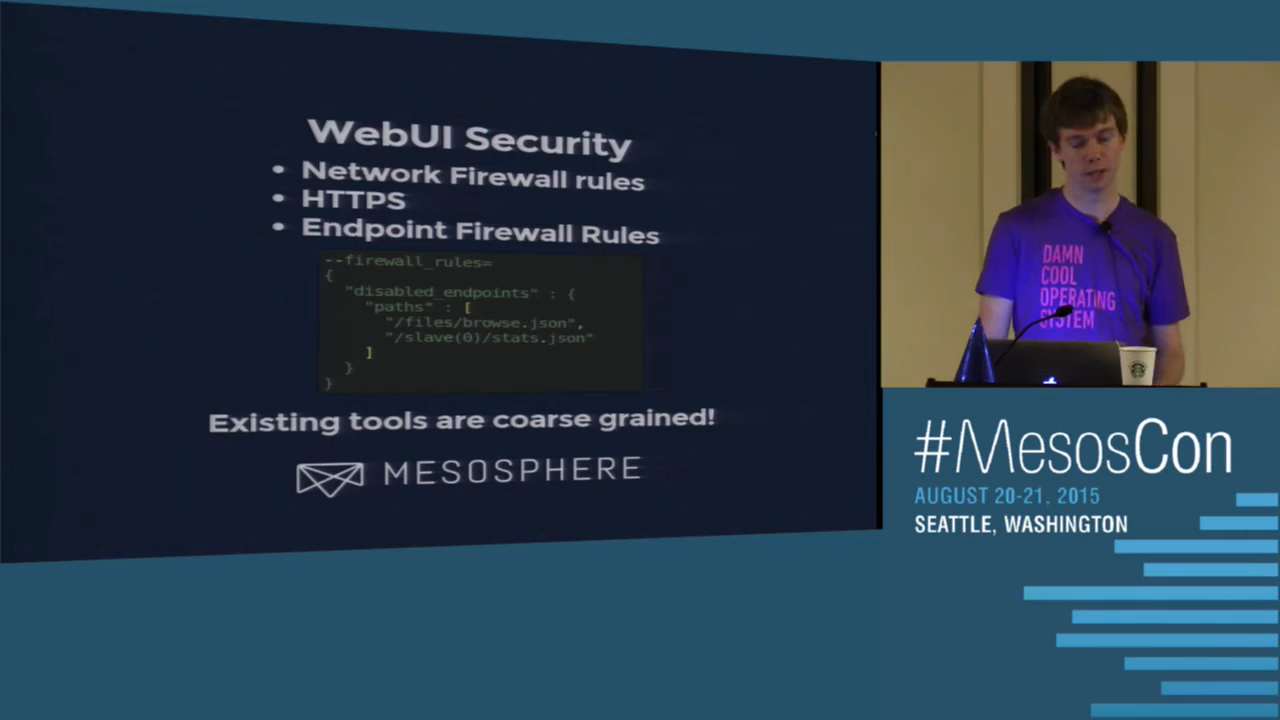 WebUI Security
• Network Firewall rules
• HTTPS
• Endpoint Firewall Rules
--firewall_rules=
{
"disabled_endpoints" : {
"paths" : [
"/files/browse.json",
"/slave(0)/stats.json"
]
}
}
Existing tools are coarse grained!
MESOSPHERE
DAMN
COOL
OPERATING
SYSTEM
#MesosCon
AUGUST 20-21, 2015
SEATTLE, WASHINGTON